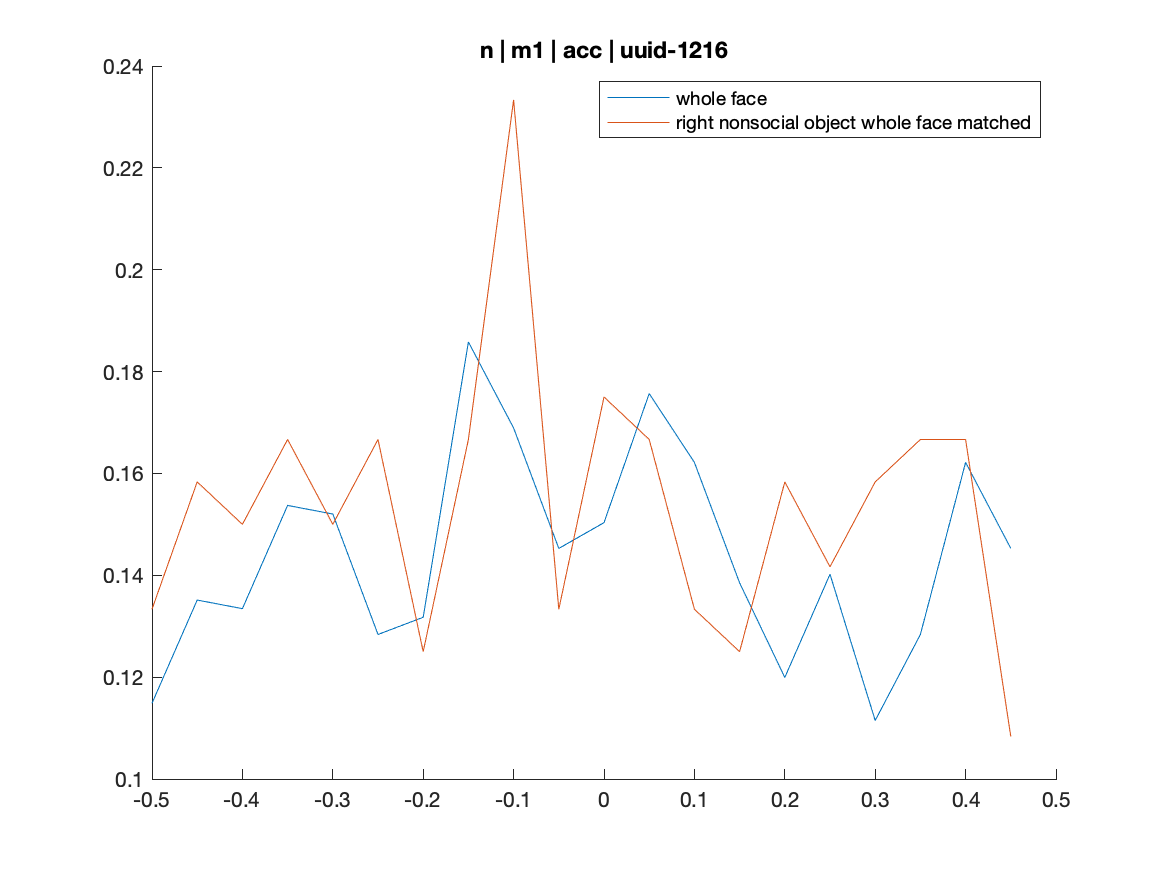 n | m1 | acc | uuid-1216
whole face
right nonsocial object whole face matched
0.24
0.22
0.2
0.18
0.16
0.14
0.12
0.1
-0.5 -0.4 -0.3 -0.2 -0.1 0 0.1 0.2 0.3 0.4 0.5